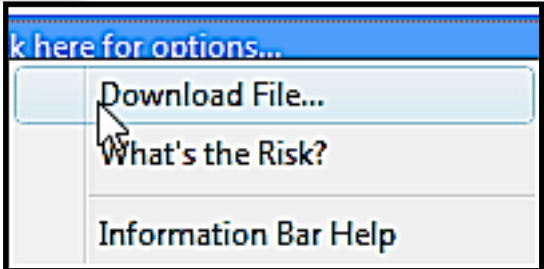 k here for options...
Download File...
What's the Risk?
Information Bar Help